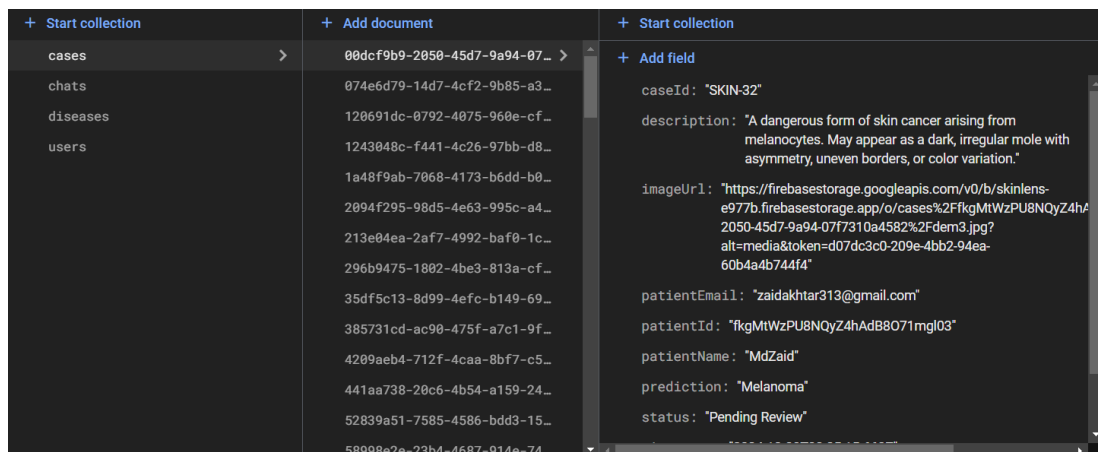 + Start collection
cases
chats
diseases
users
+ Add document
00dcf9b9-2050-45d7-9a94-07…
074e6d79-14d7-4cf2-9b85-a3…
120691dc-0792-4075-960e-cf…
1243048c-f441-4c26-97bb-d8…
1a48f9ab-7068-4173-b6dd-b0…
2094f295-98d5-4e63-995c-a4…
213e04ea-2af7-4992-baf0-1c…
296b9475-1802-4be3-813a-cf…
35df5c13-8d99-4efc-b149-69…
385731cd-ac90-475f-a7c1-9f…
4209aeb4-712f-4caa-8bf7-c5…
441aa738-20c6-4b54-a159-24…
52839a51-7585-4586-bdd3-15…
58998e2e-23b4-4687-914e-74
+ Start collection
+ Add field
caseId: "SKIN-32"
description: "A dangerous form of skin cancer arising from
melanocytes. May appear as a dark, irregular mole with
asymmetry, uneven borders, or color variation."
imageUrl: "https://firebasestorage.googleapis.com/v0/b/skinlens-
e977b.firebasestorage.app/o/cases%2FfkgMtWzPU8NQyZ4hA
2050-45d7-9a94-07f7310a4582%2Fdem3.jpg?
alt=media&token=d07dc3c0-209e-4bb2-94ea-
60b4a4b744f4"
patientEmail: "zaidakhtar313@gmail.com"
patientId: "fkgMtWzPU8NQyZ4hAdB8O71mgl03"
patientName: "MdZaid"
prediction: "Melanoma"
status: "Pending Review"